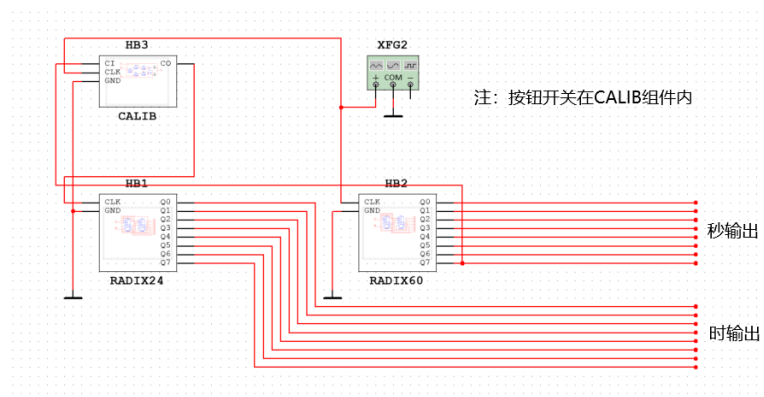 HB3
CI
CLK
GND
CO
CALIB
XFG2
+
COM
−
注：按钮开关在CALIB组件内
HB1
CLK
GND
Q0
Q1
Q2
Q3
Q4
Q5
Q6
Q7
RADIX24
HB2
CLK
GND
Q0
Q1
Q2
Q3
Q4
Q5
Q6
Q7
RADIX60
秒输出
时输出